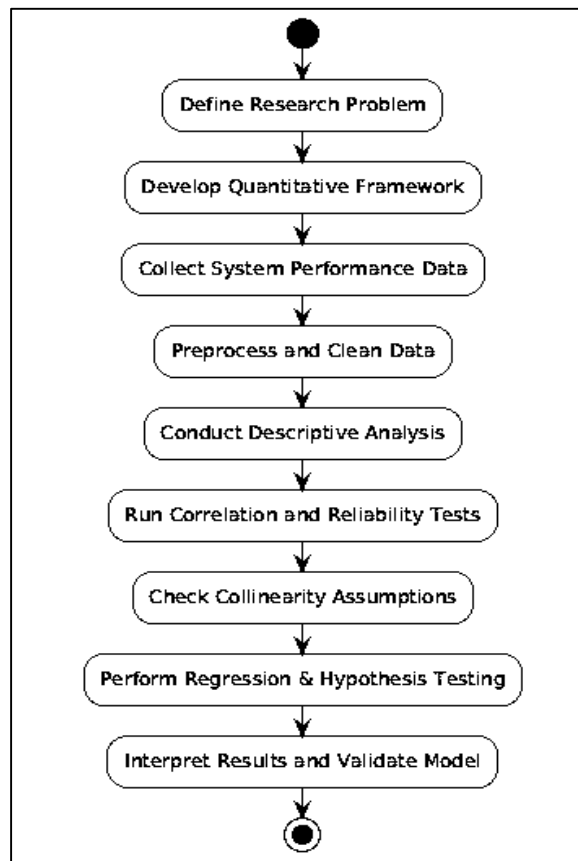 Define Research Problem
Develop Quantitative Framework
Collect System Performance Data
Preprocess and Clean Data
Conduct Descriptive Analysis
Run Correlation and Reliability Tests
Check Collinearity Assumptions
Perform Regression & Hypothesis Testing
Interpret Results and Validate Model